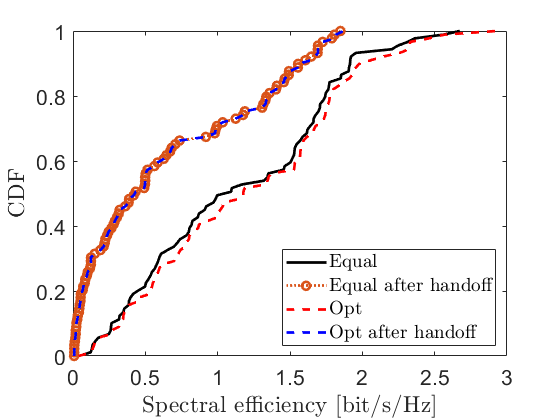 1
0.8
0.6
0.4
0.2
0
CDF
Equal
Equal after handoff
Opt
Opt after handoff
0 0.5 1 1.5 2 2.5 3
Spectral efficiency [bit/s/Hz]